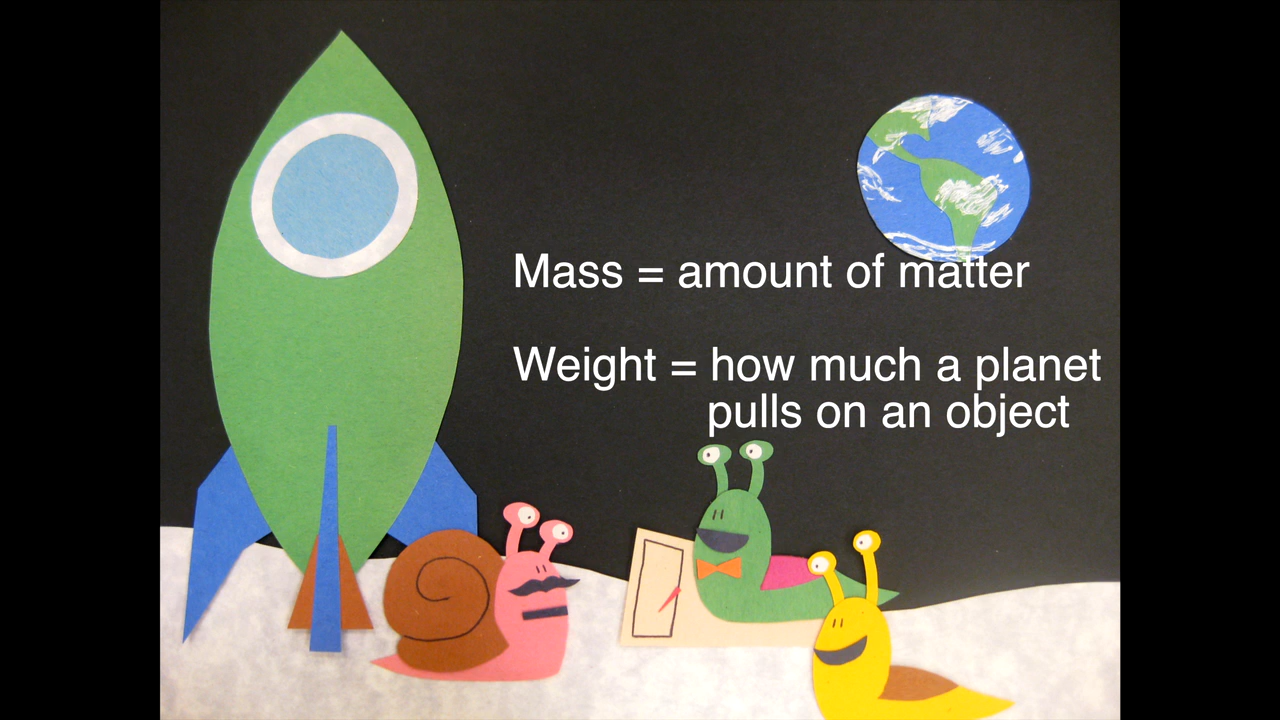 Mass = amount of matter
Weight = how much a planet
pulls on an object